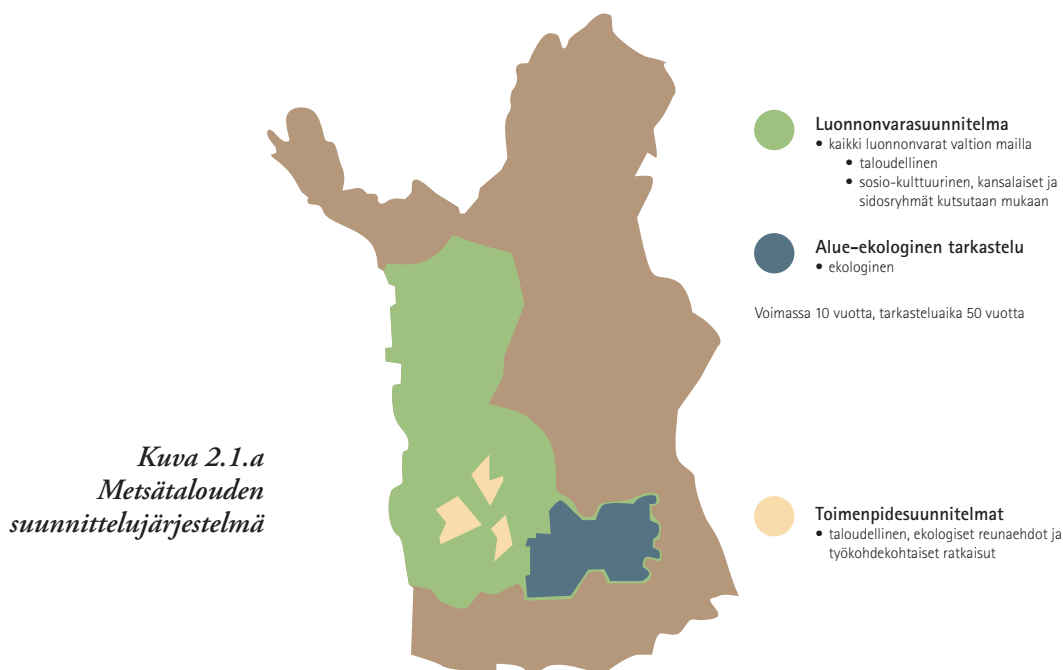 Luonnonvarasuunnitelma
• kaikki luonnonvarat valtion mailla
• taloudellinen
• sosio-kulttuurinen, kansalaiset ja
sidosryhmät kutsutaan mukaan
Alue-ekologinen tarkastelu
• ekologinen
Voimassa 10 vuotta, tarkasteluaika 50 vuotta
Kuva 2.1.a
Metsätalouden
suunnittelujärjestelmä
Toimenpidesuunnitelmat
• taloudellinen, ekologiset reunaehdot ja
työkohdekohtaiset ratkaisut